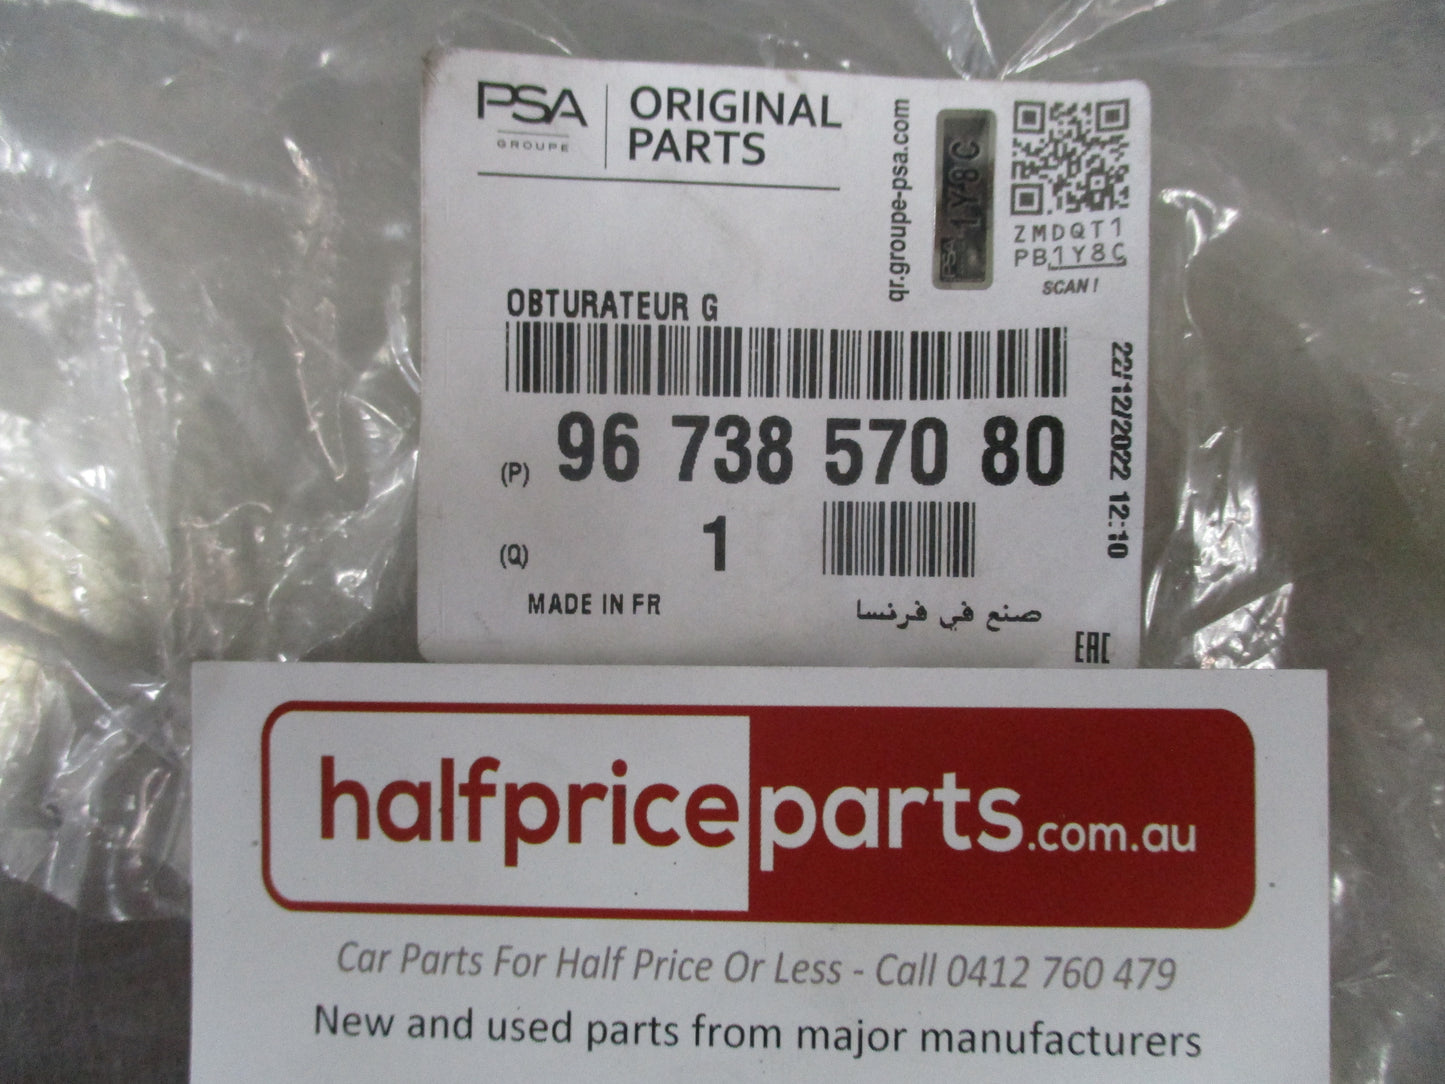 PSA
GROUPE
ORIGINAL
PARTS
qr.groupe-psa.com
PSA 1Y8C
ZMDQT1
PB1Y8C
SCAN!
OBTURATEUR G
22/12/2022 12:10
(P) 96 738 570 80
(Q) 1
MADE IN FR
صنع في فرنسا
EAC
halfpriceparts.com.au
Car Parts For Half Price Or Less - Call 0412 760 479
New and used parts from major manufacturers